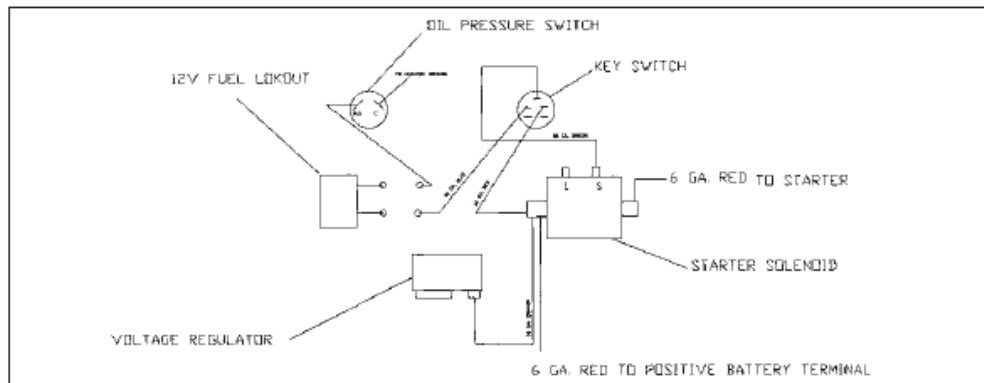 OIL PRESSURE SWITCH
KEY SWITCH
12V FUEL LOKOUT
L S
6 GA. RED TO STARTER
STARTER SOLENOID
VOLTAGE REGULATOR
6 GA. RED TO POSITIVE BATTERY TERMINAL